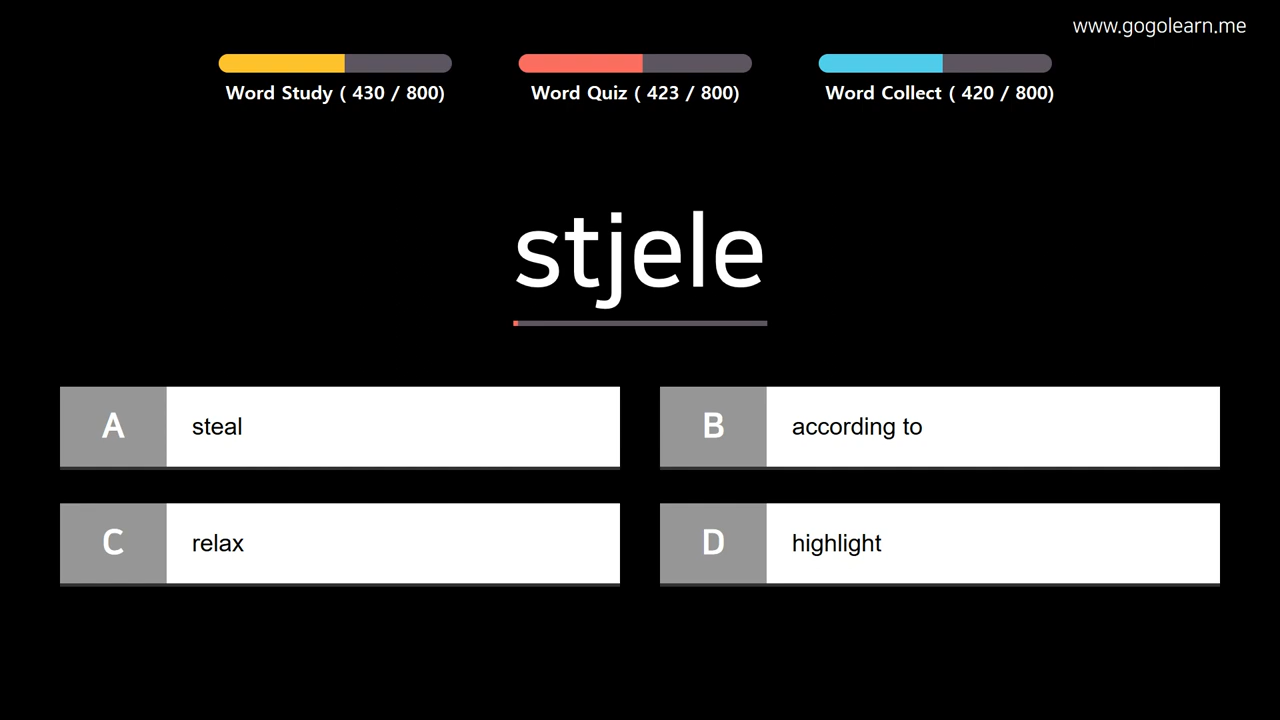 www.gogolearn.me
Word Study ( 430 / 800)
Word Quiz ( 423 / 800)
Word Collect ( 420 / 800)
stjele
A steal
B according to
C relax
D highlight